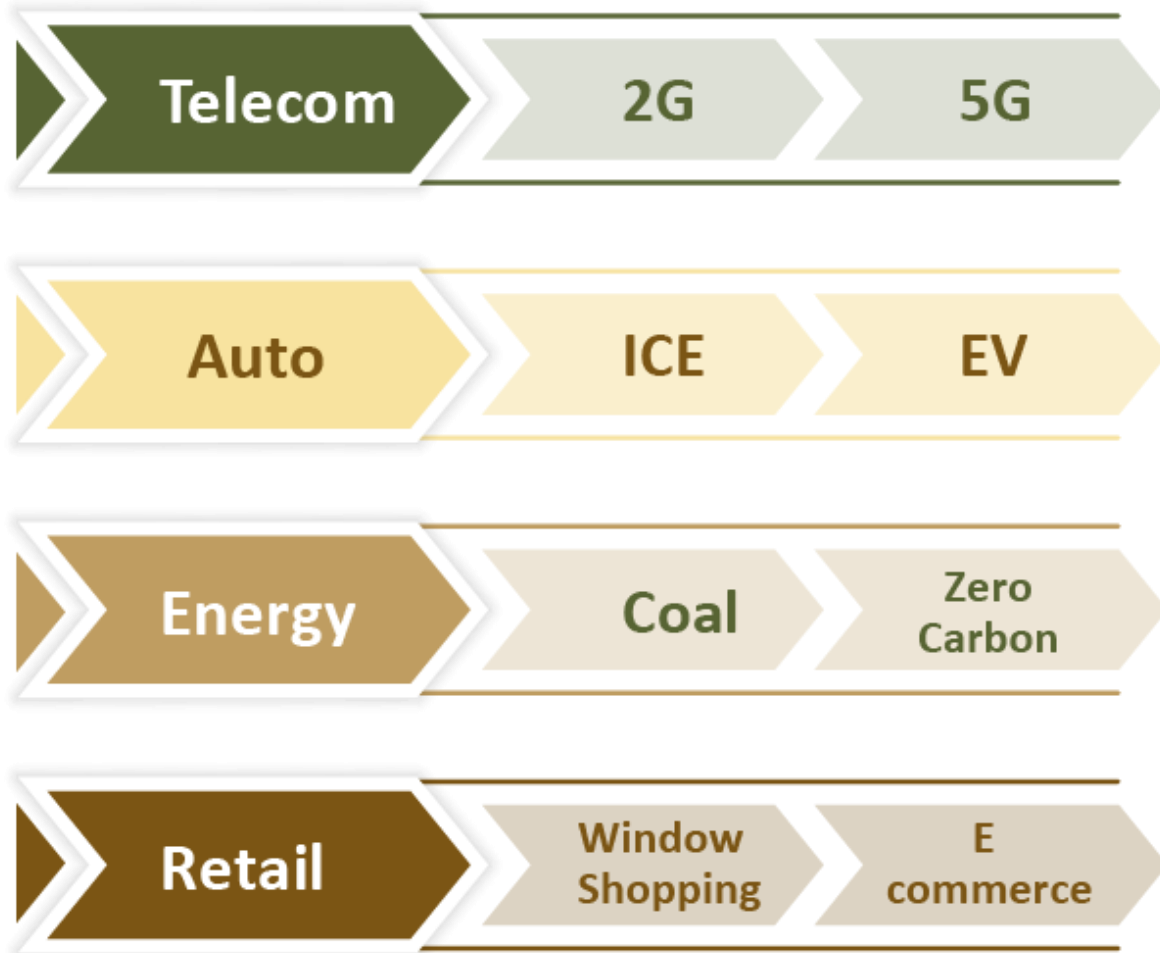 Telecom
2G
5G
Auto
ICE
EV
Energy
Coal
Zero
Carbon
Retail
Window
Shopping
E
commerce